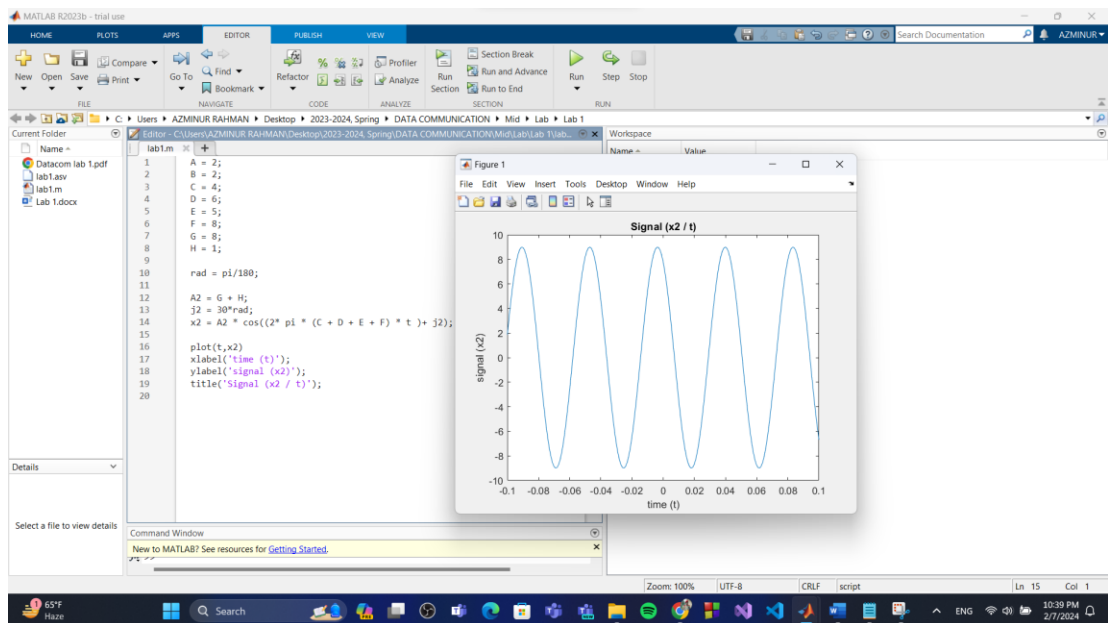 MATLAB R2023b - trial use
HOME PLOTS APPS EDITOR PUBLISH VIEW
Search Documentation
AZMINUR
New Open Save
Compare
Print
Go To
Find
Bookmark
Refactor
Profiler
Analyze
Run Section
Section Break
Run and Advance
Run to End
Run Step Stop
FILE NAVIGATE CODE ANALYZE SECTION RUN
C: Users AZMINUR RAHMAN Desktop 2023-2024, Spring DATA COMMUNICATION Mid Lab Lab 1
Current Folder
Name
Datacom lab 1.pdf
lab1.asv
lab1.m
Lab 1.docx
Details
Select a file to view details
Editor - C:\Users\AZMINUR RAHMAN\Desktop\2023-2024, Spring\DATA COMMUNICATION\Mid\Lab\Lab 1\lab...
lab1.m
1 A = 2;
2 B = 2;
3 C = 4;
4 D = 6;
5 E = 5;
6 F = 8;
7 G = 8;
8 H = 1;
9
10 rad = pi/180;
11
12 A2 = G + H;
13 j2 = 30*rad;
14 x2 = A2 * cos((2* pi * (C + D + E + F) * t )+ j2);
15
16 plot(t,x2)
17 xlabel('time (t)');
18 ylabel('signal (x2)');
19 title('Signal (x2 / t)');
20
Command Window
New to MATLAB? See resources for Getting Started.
Workspace
Name Value
Figure 1
File Edit View Insert Tools Desktop Window Help
Signal (x2 / t)
signal (x2)
10
8
6
4
2
0
-2
-4
-6
-8
-10
-0.1 -0.08 -0.06 -0.04 -0.02 0 0.02 0.04 0.06 0.08 0.1
time (t)
Zoom: 100% UTF-8 CRLF script Ln 15 Col 1
1
65°F
Haze
Search
ENG
10:39 PM
2/7/2024